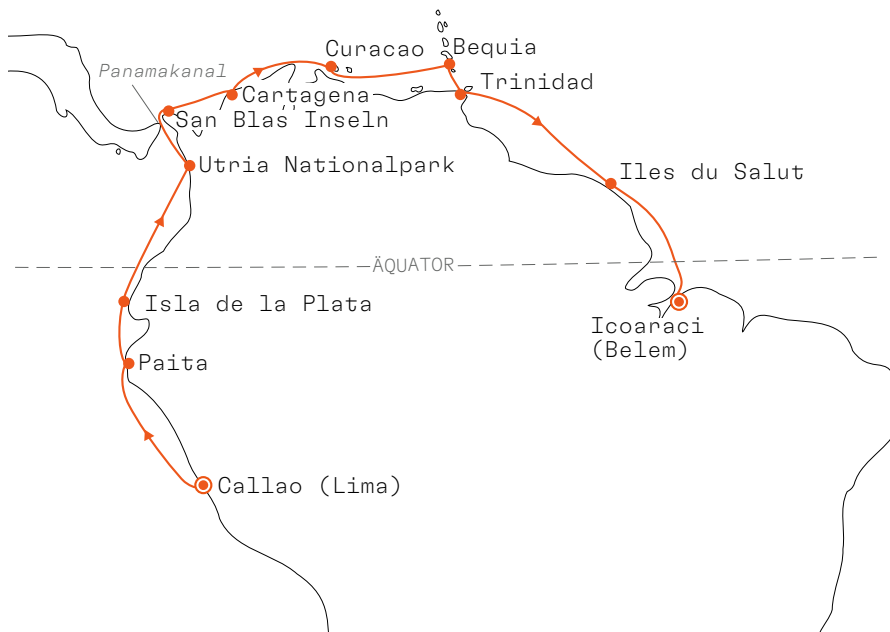 Curacao
Bequia
Panamakanal
Trinidad
Cartagena
San Blas Inseln
Utria Nationalpark
Iles du Salut
ÄQUATOR
Isla de la Plata
Icoaraci
(Belem)
Paita
Callao (Lima)